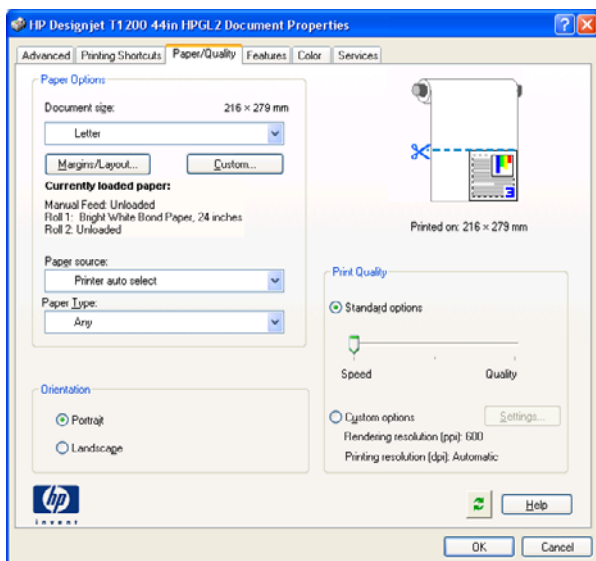 HP Designjet T1200 44in HPGL2 Document Properties
Advanced Printing Shortcuts Paper/Quality Features Color Services
Paper Options
Document size: 216 × 279 mm
Letter
Margins/Layout... Custom...
Currently loaded paper:
Manual Feed: Unloaded
Roll 1: Bright White Bond Paper, 24 inches
Roll 2: Unloaded
Paper source:
Printer auto select
Paper Type:
Any
Orientation
Portrait
Landscape
3
Printed on: 216 × 279 mm
Print Quality
Standard options
Speed Quality
Custom options Settings...
Rendering resolution (ppi): 600
Printing resolution (dpi): Automatic
hp
invent
Help
OK Cancel